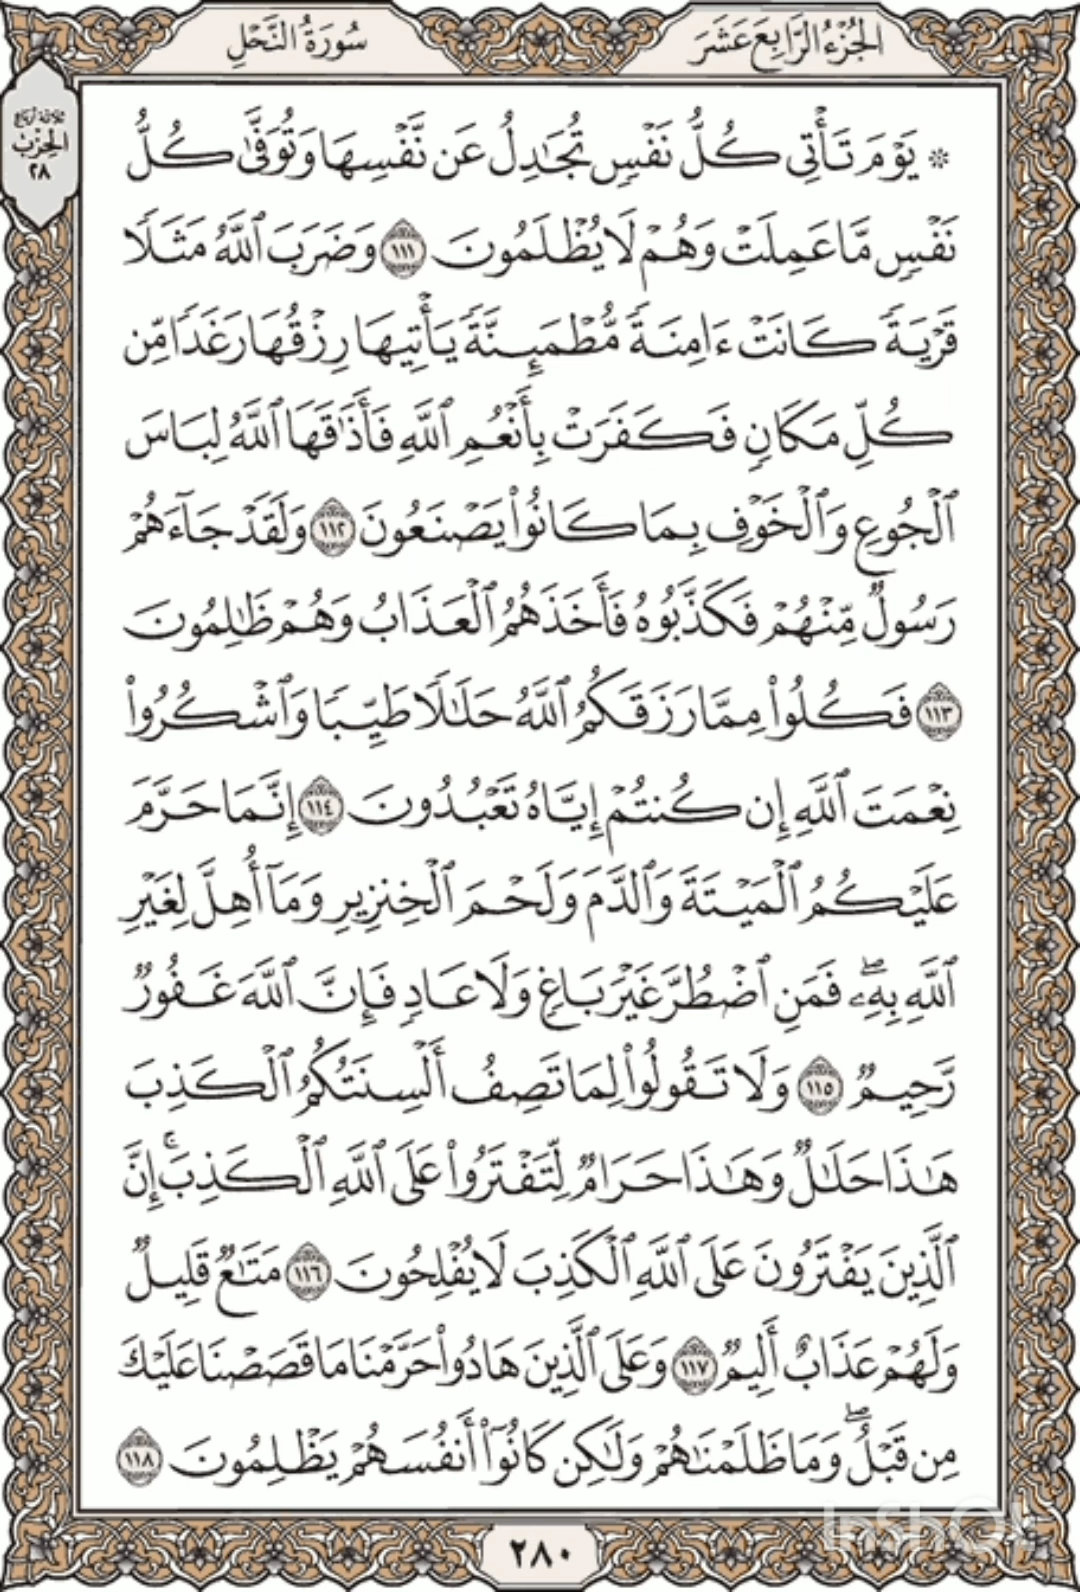 الجزء الرابع عشر
سورة النحل
ثلاثة أرباع
الحزب
٢٨
۞ يَوۡمَ تَأۡتِي كُلُّ نَفۡسٖ تُجَٰدِلُ عَن نَّفۡسِهَا وَتُوَفَّىٰ كُلُّ
نَفۡسٖ مَّا عَمِلَتۡ وَهُمۡ لَا يُظۡلَمُونَ ١١١ وَضَرَبَ ٱللَّهُ مَثَلٗا
قَرۡيَةٗ كَانَتۡ ءَامِنَةٗ مُّطۡمَئِنَّةٗ يَأۡتِيهَا رِزۡقُهَا رَغَدٗا مِّن
كُلِّ مَكَانٖ فَكَفَرَتۡ بِأَنۡعُمِ ٱللَّهِ فَأَذَٰقَهَا ٱللَّهُ لِبَاسَ
ٱلۡجُوعِ وَٱلۡخَوۡفِ بِمَا كَانُواْ يَصۡنَعُونَ ١١٢ وَلَقَدۡ جَآءَهُمۡ
رَسُولٞ مِّنۡهُمۡ فَكَذَّبُوهُ فَأَخَذَهُمُ ٱلۡعَذَابُ وَهُمۡ ظَٰلِمُونَ
١١٣ فَكُلُواْ مِمَّا رَزَقَكُمُ ٱللَّهُ حَلَٰلٗا طَيِّبٗا وَٱشۡكُرُواْ
نِعۡمَتَ ٱللَّهِ إِن كُنتُمۡ إِيَّاهُ تَعۡبُدُونَ ١١٤ إِنَّمَا حَرَّمَ
عَلَيۡكُمُ ٱلۡمَيۡتَةَ وَٱلدَّمَ وَلَحۡمَ ٱلۡخِنزِيرِ وَمَآ أُهِلَّ لِغَيۡرِ
ٱللَّهِ بِهِۦۖ فَمَنِ ٱضۡطُرَّ غَيۡرَ بَاغٖ وَلَا عَادٖ فَإِنَّ ٱللَّهَ غَفُورٞ
رَّحِيمٞ ١١٥ وَلَا تَقُولُواْ لِمَا تَصِفُ أَلۡسِنَتُكُمُ ٱلۡكَذِبَ
هَٰذَا حَلَٰلٞ وَهَٰذَا حَرَامٞ لِّتَفۡتَرُواْ عَلَى ٱللَّهِ ٱلۡكَذِبَۚ إِنَّ
ٱلَّذِينَ يَفۡتَرُونَ عَلَى ٱللَّهِ ٱلۡكَذِبَ لَا يُفۡلِحُونَ ١١٦ مَتَٰعٞ قَلِيلٞ
وَلَهُمۡ عَذَابٌ أَلِيمٞ ١١٧ وَعَلَى ٱلَّذِينَ هَادُواْ حَرَّمۡنَا مَا قَصَصۡنَا عَلَيۡكَ
مِن قَبۡلُۖ وَمَا ظَلَمۡنَٰهُمۡ وَلَٰكِن كَانُوٓاْ أَنفُسَهُمۡ يَظۡلِمُونَ ١١٨
InShOt
٢٨٠